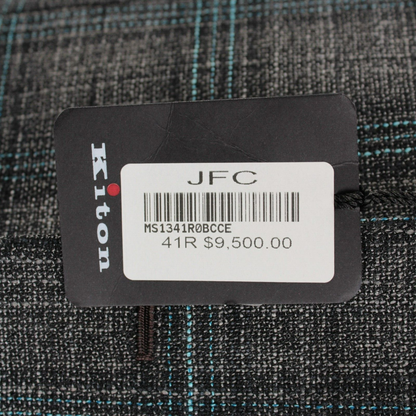 Kiton
JFC
MS1341R0BCCE
41R $9,500.00